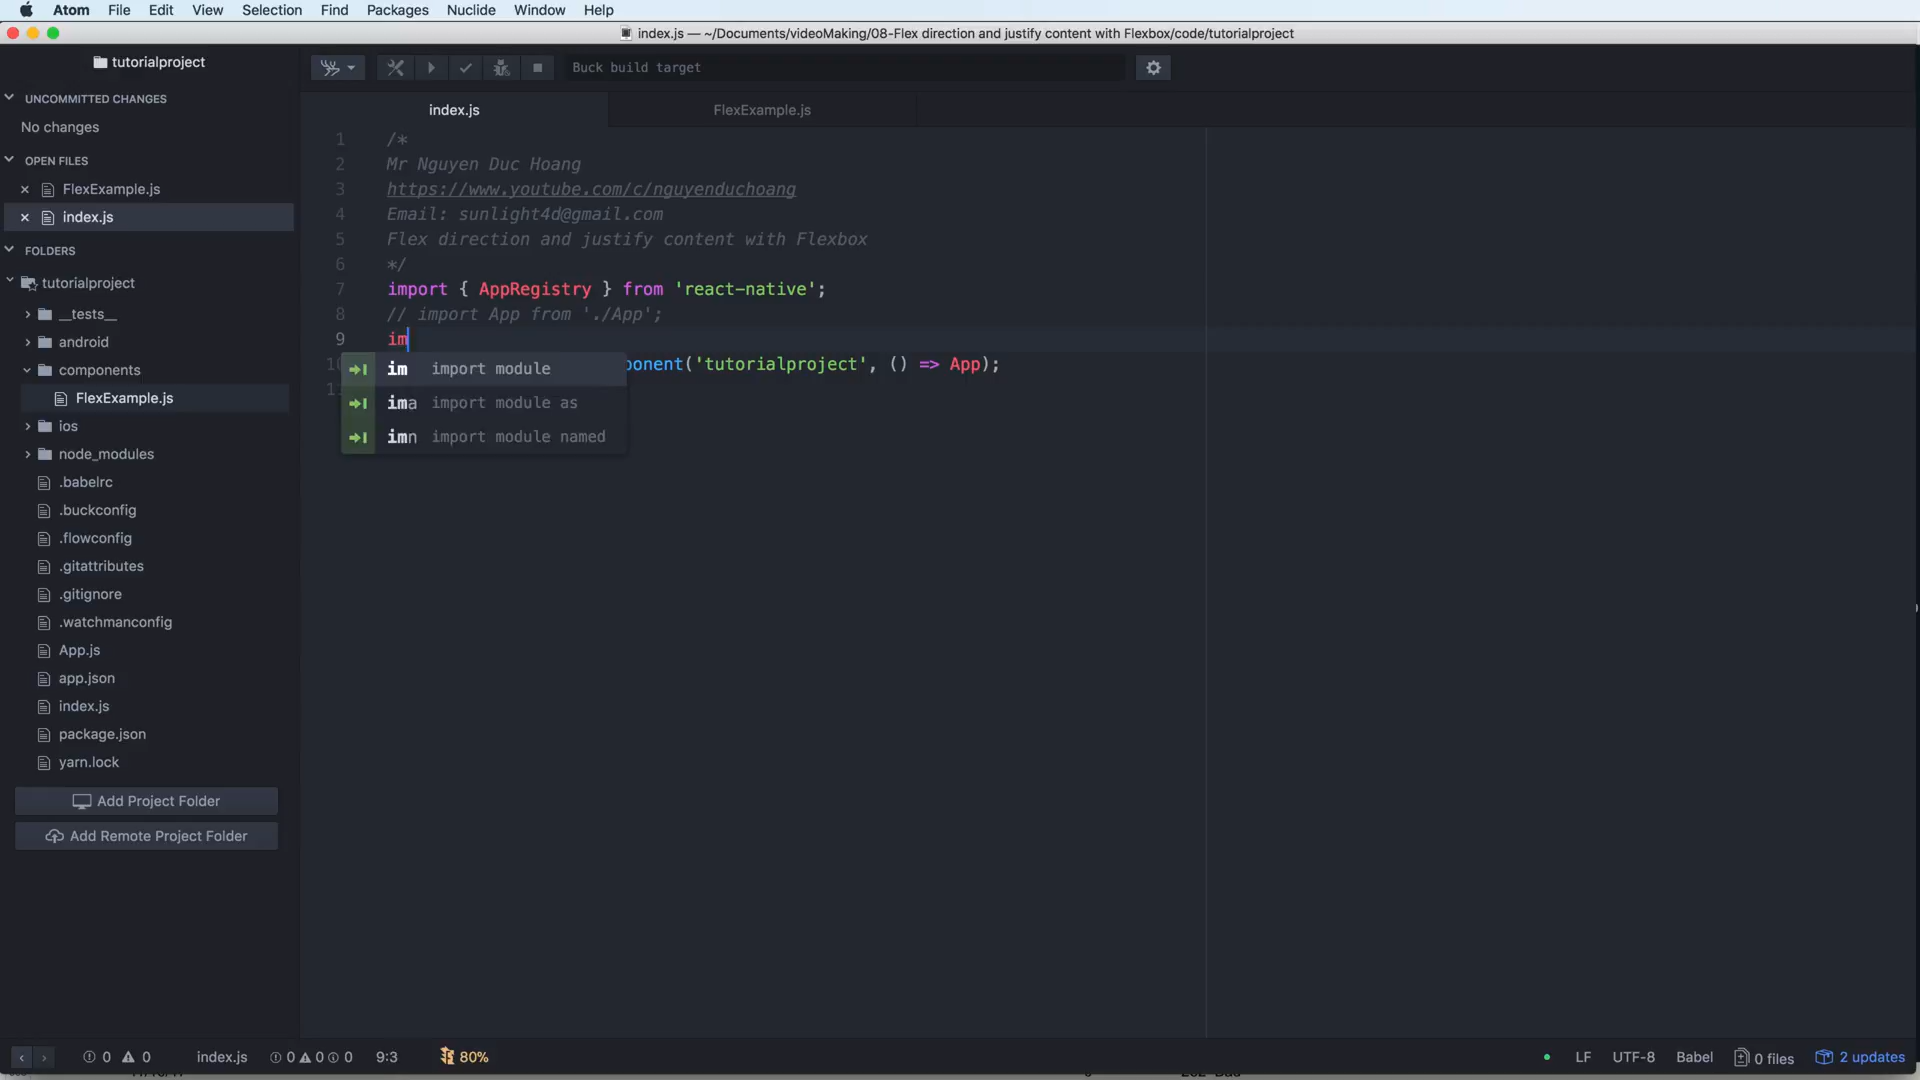 Atom File Edit View Selection Find Packages Nuclide Window Help
index.js — ~/Documents/videoMaking/08-Flex direction and justify content with Flexbox/code/tutorialproject
tutorialproject
Buck build target
UNCOMMITTED CHANGES
No changes
OPEN FILES
FlexExample.js
index.js
FOLDERS
tutorialproject
__tests__
android
components
FlexExample.js
ios
node_modules
.babelrc
.buckconfig
.flowconfig
.gitattributes
.gitignore
.watchmanconfig
App.js
app.json
index.js
package.json
yarn.lock
Add Project Folder
Add Remote Project Folder
index.js FlexExample.js
1 /*
2 Mr Nguyen Duc Hoang
3 https://www.youtube.com/c/nguyenduchoang
4 Email: sunlight4d@gmail.com
5 Flex direction and justify content with Flexbox
6 */
7 import { AppRegistry } from 'react-native';
8 // import App from './App';
9 im
ponent('tutorialproject', () => App);
im import module
ima import module as
imn import module named
0 0 index.js 0 0 0 9:3 80% LF UTF-8 Babel 0 files 2 updates